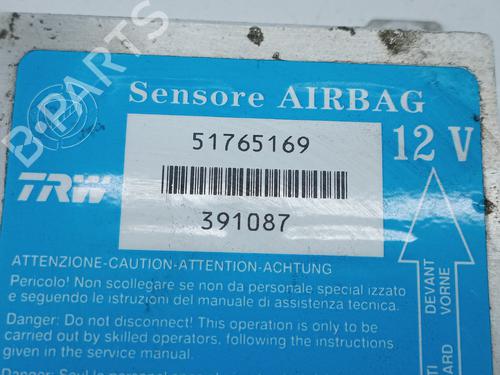 B-PARTS
Sensore AIRBAG
51765169
12 V
TRW
391087
DEVANT
VORNE
ATTENZIONE-CAUTION-ATTENTION-ACHTUNG
Pericolo! Non scollegare se non da personale specializzato
e seguendo le istruzioni del manuale di assistenza tecnica.
Danger: Do not disconnect! This operation is only to be
carried out by skilled operators, following the instructions
given in the service manual.